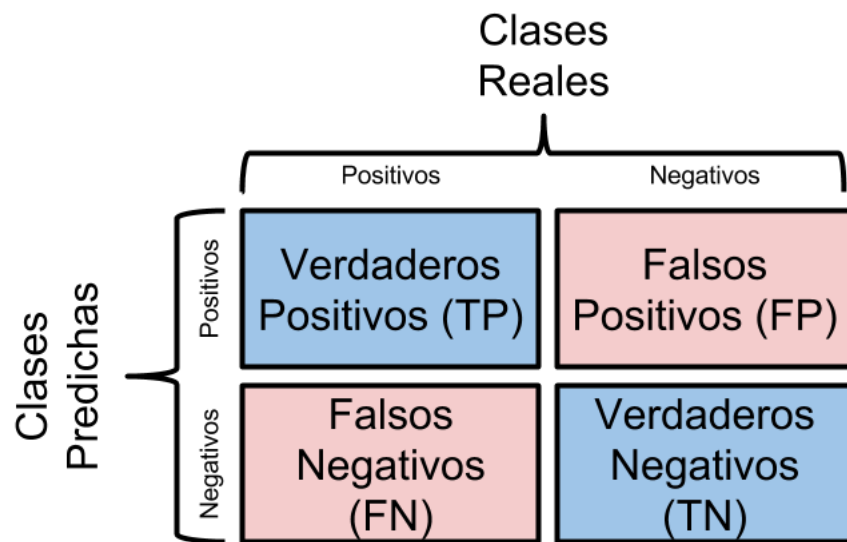 Clases
Reales
Positivos
Negativos
Clases
Predichas
Positivos
Verdaderos
Positivos (TP)
Falsos
Positivos (FP)
Negativos
Falsos
Negativos
(FN)
Verdaderos
Negativos
(TN)